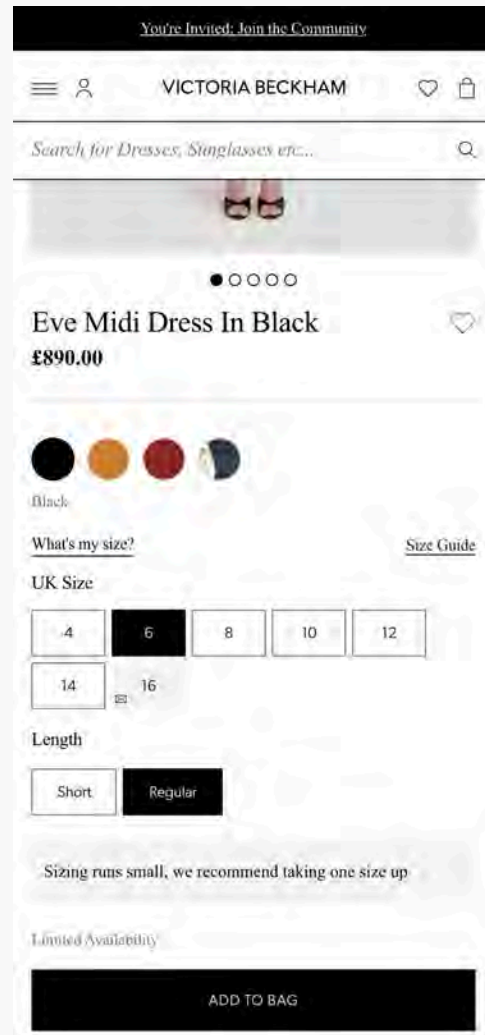 You're Invited: Join the Community
VICTORIA BECKHAM
Search for Dresses, Sunglasses etc...
Eve Midi Dress In Black
£890.00
Black
What's my size? Size Guide
UK Size
4 6 8 10 12
14 16
Length
Short Regular
Sizing runs small, we recommend taking one size up
Limited Availability
ADD TO BAG